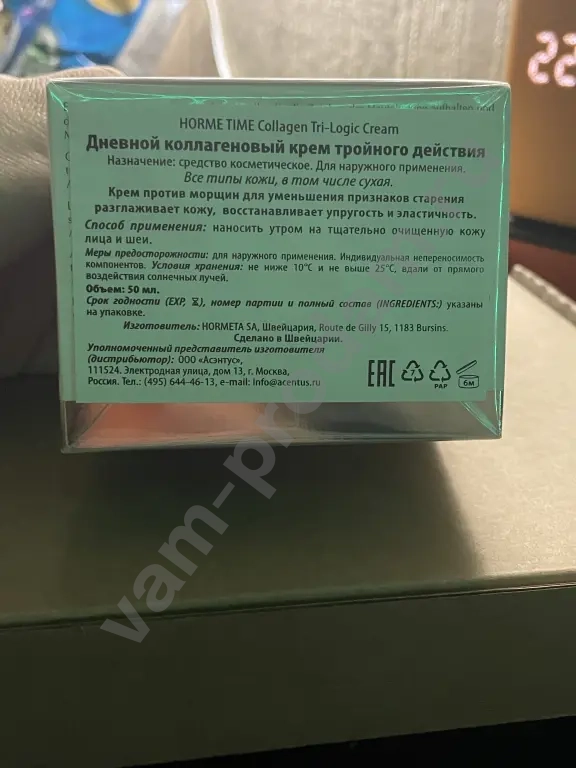 22
HORME TIME Collagen Tri-Logic Cream
Дневной коллагеновый крем тройного действия
Назначение: средство косметическое. Для наружного применения.
Все типы кожи, в том числе сухая.
Крем против морщин для уменьшения признаков старения
разглаживает кожу, восстанавливает упругость и эластичность.
Способ применения: наносить утром на тщательно очищенную кожу
лица и шеи.
Меры предосторожности: для наружного применения. Индивидуальная непереносимость
компонентов. Условия хранения: не ниже 10°С и не выше 25°С, вдали от прямого
воздействия солнечных лучей.
Объем: 50 мл.
Срок годности (EXP, ), номер партии и полный состав (INGREDIENTS:) указаны
на упаковке.
Изготовитель: HORMETA SA, Швейцария, Route de Gilly 15, 1183 Bursins.
Сделано в Швейцарии.
Уполномоченный представитель изготовителя
(дистрибьютор): ООО «Асэнтус»,
111524. Электродная улица, дом 13, г. Москва,
Россия. Тел.: (495) 644-46-13, e-mail: info@acentus.ru
EAC
PAP
6м